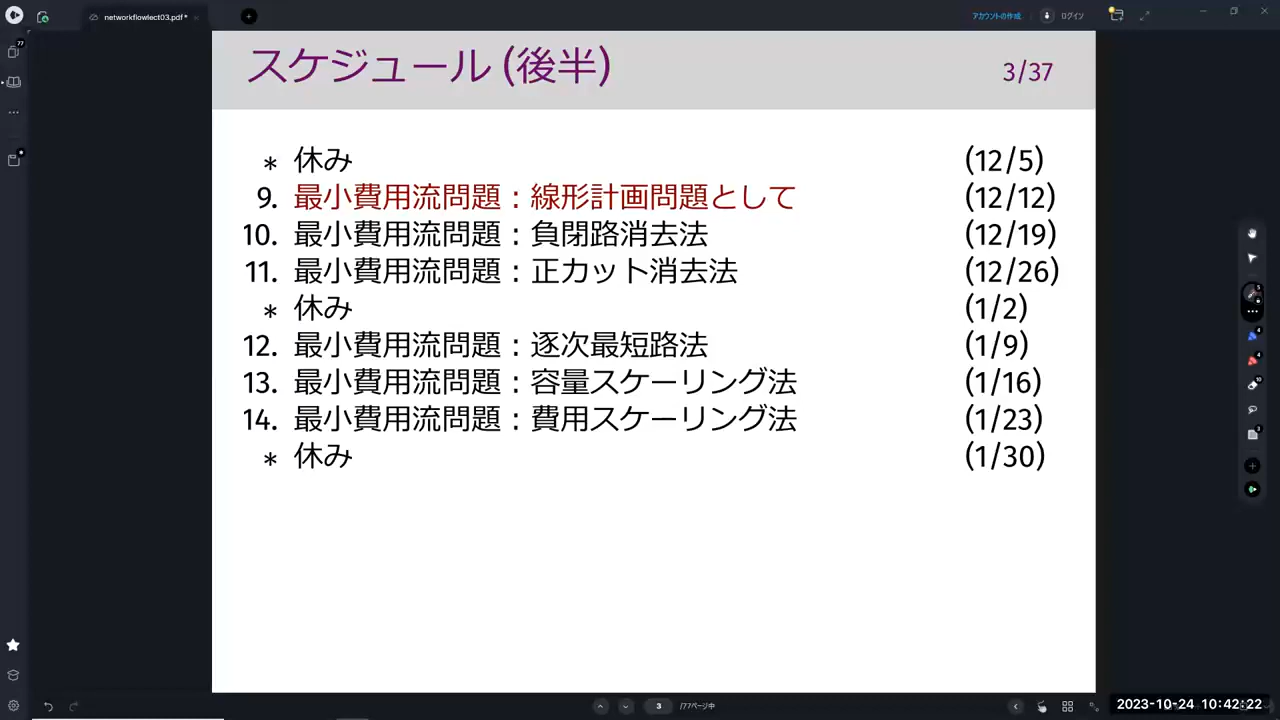 networkflowlect03.pdf *
アカウントの作成
ログイン
77
スケジュール (後半)
3/37
* 休み (12/5)
9. 最小費用流問題：線形計画問題として (12/12)
10. 最小費用流問題：負閉路消去法 (12/19)
11. 最小費用流問題：正カット消去法 (12/26)
* 休み (1/2)
12. 最小費用流問題：逐次最短路法 (1/9)
13. 最小費用流問題：容量スケーリング法 (1/16)
14. 最小費用流問題：費用スケーリング法 (1/23)
* 休み (1/30)
3
/77ページ中
2023-10-24 10:42:22